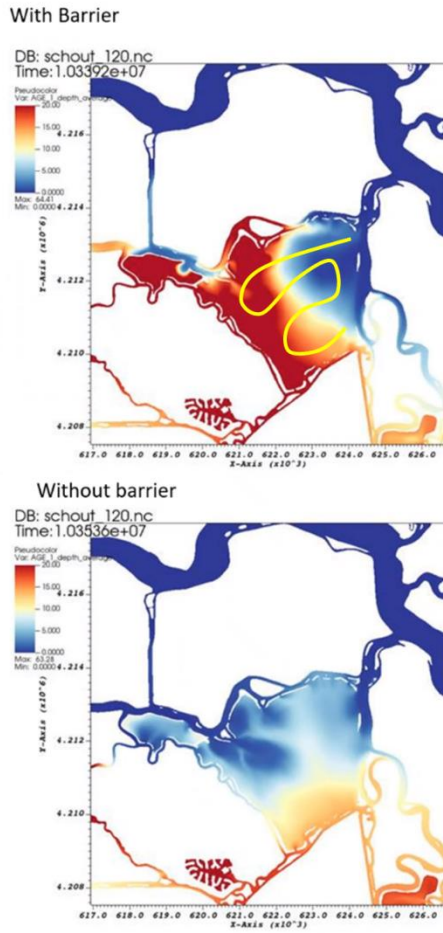 With Barrier
DB: schout_120.nc
Time:1.03392e+07
Pseudocolor
Var: AGE_1_depth_average
20.00
15.00
10.00
5.000
0.0000
Max: 64.41
Min: 0.0000
4.216
4.214
4.212
4.210
4.208
Y-Axis (x10^6)
617.0 618.0 619.0 620.0 621.0 622.0 623.0 624.0 625.0 626.
X-Axis (x10^3)
Without barrier
DB: schout_120.nc
Time:1.03536e+07
Pseudocolor
Var: AGE_1_depth_average
20.00
15.00
10.00
5.000
0.0000
Max: 63.28
Min: 0.0000
4.216
4.214
4.212
4.210
4.208
Y-Axis (x10^6)
617.0 618.0 619.0 620.0 621.0 622.0 623.0 624.0 625.0 626.
X-Axis (x10^3)